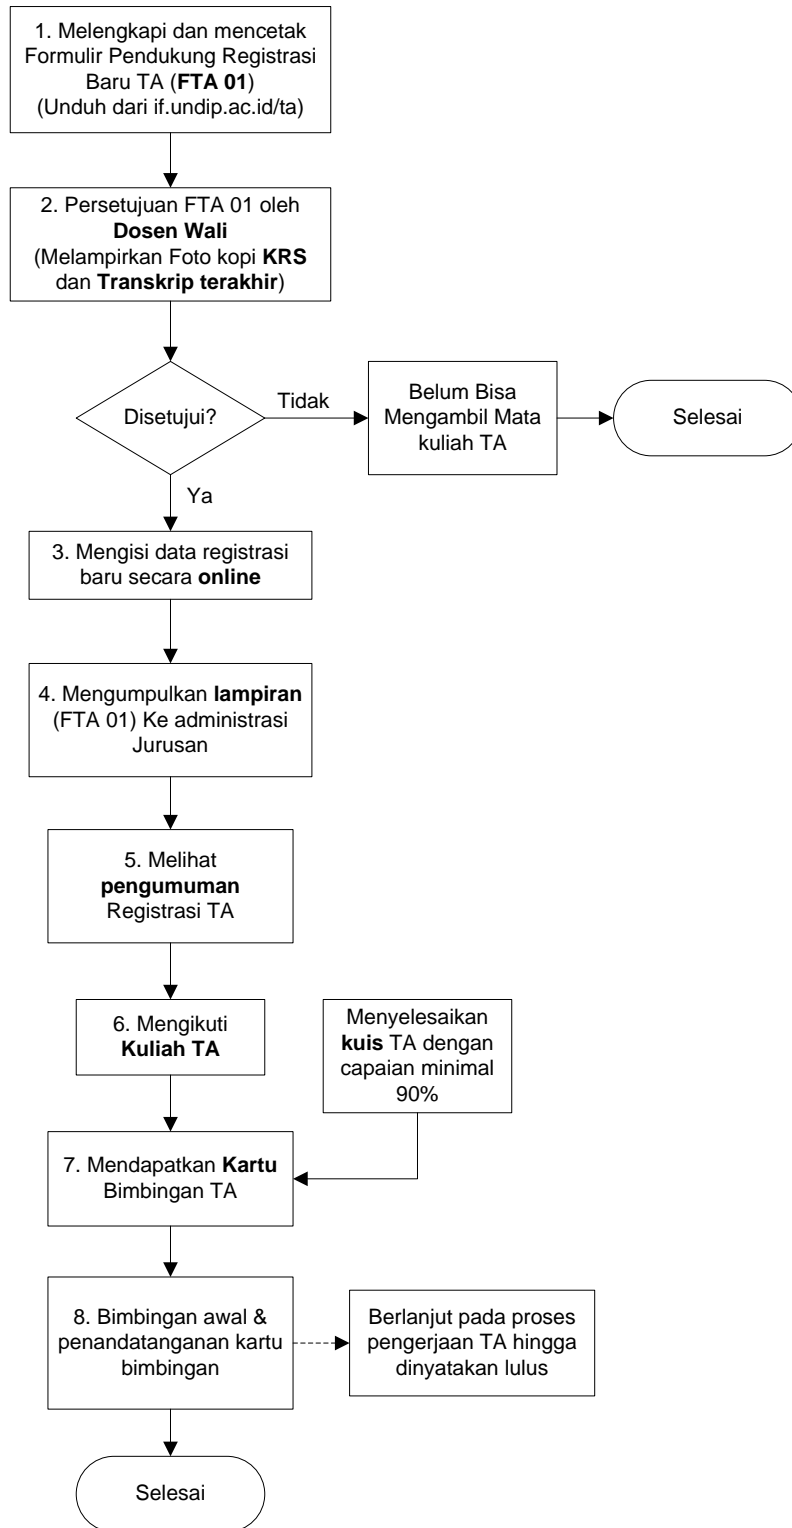 1. Melengkapi dan mencetak
Formulir Pendukung Registrasi
Baru TA (FTA 01)
(Unduh dari if.undip.ac.id/ta)
2. Persetujuan FTA 01 oleh
Dosen Wali
(Melampirkan Foto kopi KRS
dan Transkrip terakhir)
Disetujui?
Tidak
Belum Bisa
Mengambil Mata
kuliah TA
Selesai
Ya
3. Mengisi data registrasi
baru secara online
4. Mengumpulkan lampiran
(FTA 01) Ke administrasi
Jurusan
5. Melihat
pengumuman
Registrasi TA
6. Mengikuti
Kuliah TA
Menyelesaikan
kuis TA dengan
capaian minimal
90%
7. Mendapatkan Kartu
Bimbingan TA
8. Bimbingan awal &
penandatanganan kartu
bimbingan
Berlanjut pada proses
pengerjaan TA hingga
dinyatakan lulus
Selesai